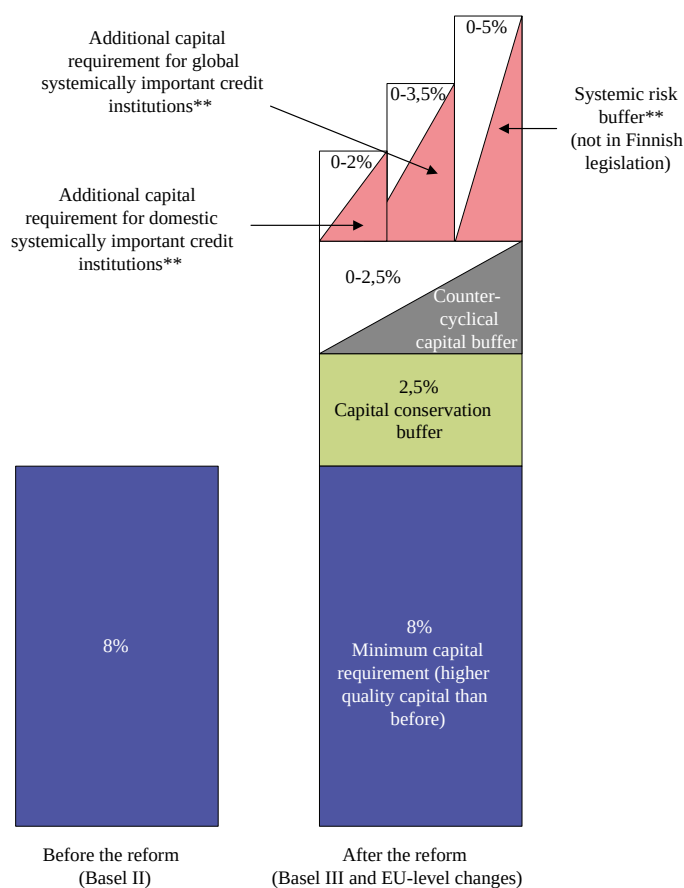 Additional capital
requirement for global
systemically important credit
institutions**
0-5%
0-3,5%
Systemic risk
buffer**
(not in Finnish
legislation)
0-2%
Additional capital
requirement for domestic
systemically important credit
institutions**
0-2,5%
Counter-
cyclical
capital buffer
2,5%
Capital conservation
buffer
8%
8%
Minimum capital
requirement (higher
quality capital than
before)
Before the reform
(Basel II)
After the reform
(Basel III and EU-level changes)